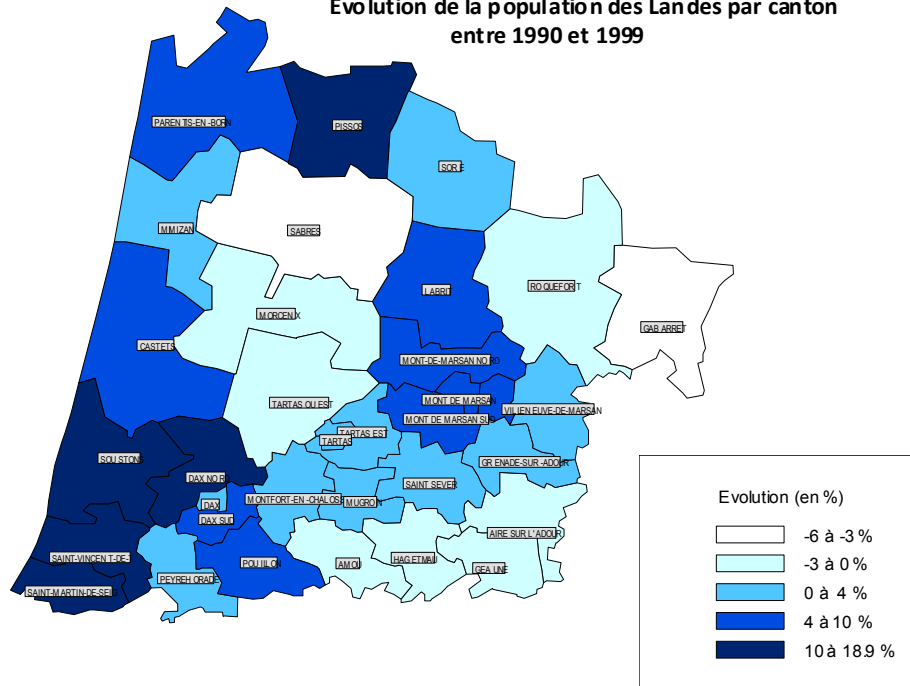 Evolution de la population des Landes par canton
entre 1990 et 1999
PARENTIS-EN-BORN
PISSOS
SORE
MIMIZAN
SABRES
ROQUEFORT
LABRIT
MORCENX
GABARRET
CASTETS
MONT-DE-MARSAN NORD
MONT DE MARSAN
TARTAS OUEST
VILLENEUVE-DE-MARSAN
MONT DE MARSAN SUD
TARTAS EST
TARTAS
SOUSTONS
GRENADE-SUR-ADOUR
DAX NORD
SAINT SEVER
MONTFORT-EN-CHALOSS
MUGRON
DAX
DAX SUD
AIRE SUR L'ADOUR
SAINT-VINCENT-DE-T
POUILLON
AMOU
HAGETMAU
GEAUNE
PEYREHORADE
SAINT-MARTIN-DE-SEIG
Evolution (en %)
-6 à -3 %
-3 à 0 %
0 à 4 %
4 à 10 %
10 à 18.9 %